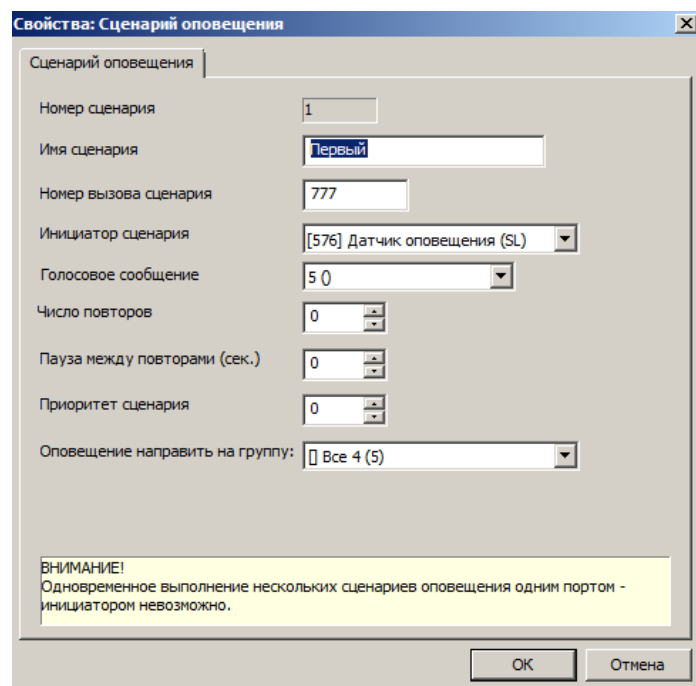 Свойства: Сценарий оповещения
Сценарий оповещения
Номер сценария 1
Имя сценария Первый
Номер вызова сценария 777
Инициатор сценария [576] Датчик оповещения (SL)
Голосовое сообщение 5 ()
Число повторов 0
Пауза между повторами (сек.) 0
Приоритет сценария 0
Оповещение направить на группу: [] Все 4 (5)
ВНИМАНИЕ!
Одновременное выполнение нескольких сценариев оповещения одним портом -
инициатором невозможно.
OK Отмена